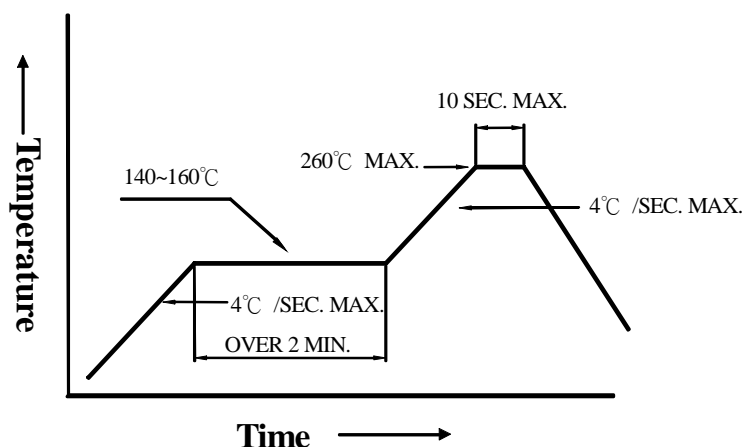 10 SEC. MAX.
260℃ MAX.
140~160℃
4℃ /SEC. MAX.
4℃ /SEC. MAX.
OVER 2 MIN.
Temperature
Time